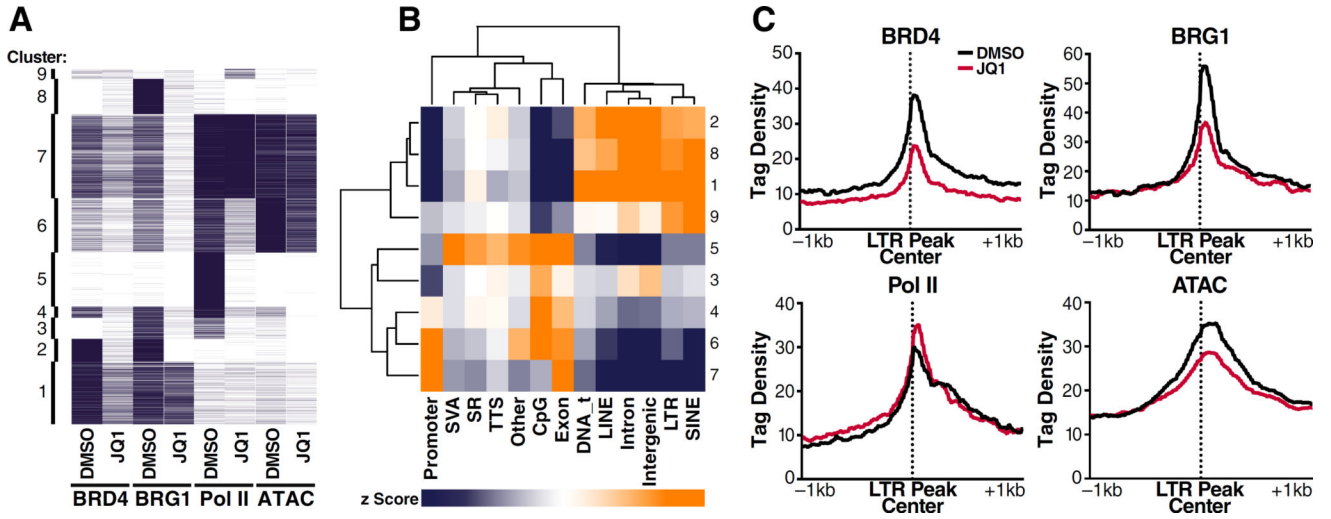 A
Cluster:
9
8
7
6
5
4
3
2
1
DMSO JQ1 DMSO JQ1 DMSO JQ1 DMSO JQ1
BRD4 BRG1 Pol II ATAC
B
2
8
1
9
5
3
4
6
7
Promoter SVA SR TTS Other CpG Exon DNA_t LINE Intron Intergenic LTR SINE
z Score
C
BRD4
DMSO
JQ1
Tag Density
50
40
30
20
10
0
−1kb LTR Peak +1kb
Center
BRG1
Tag Density
60
50
40
30
20
10
0
−1kb LTR Peak +1kb
Center
Pol II
Tag Density
40
30
20
10
0
−1kb LTR Peak +1kb
Center
ATAC
Tag Density
40
30
20
10
0
−1kb LTR Peak +1kb
Center